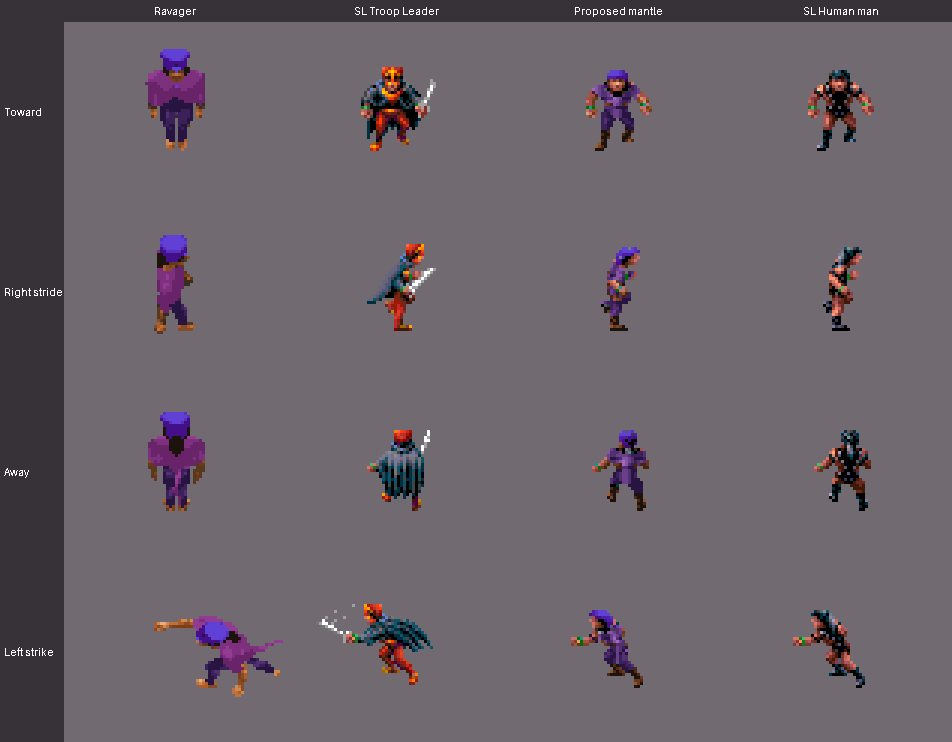 Ravager SL Troop Leader Proposed mantle SL Human man
Toward
Right stride
Away
Left strike